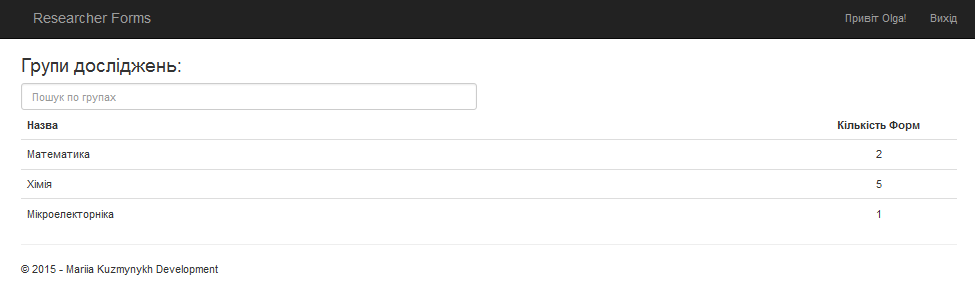 Researcher Forms Привіт Olga! Вихід
Групи досліджень:
Пошук по групах
Назва Кількість Форм
Математика 2
Хімія 5
Мікроелекторніка 1
© 2015 - Mariia Kuzmynykh Development